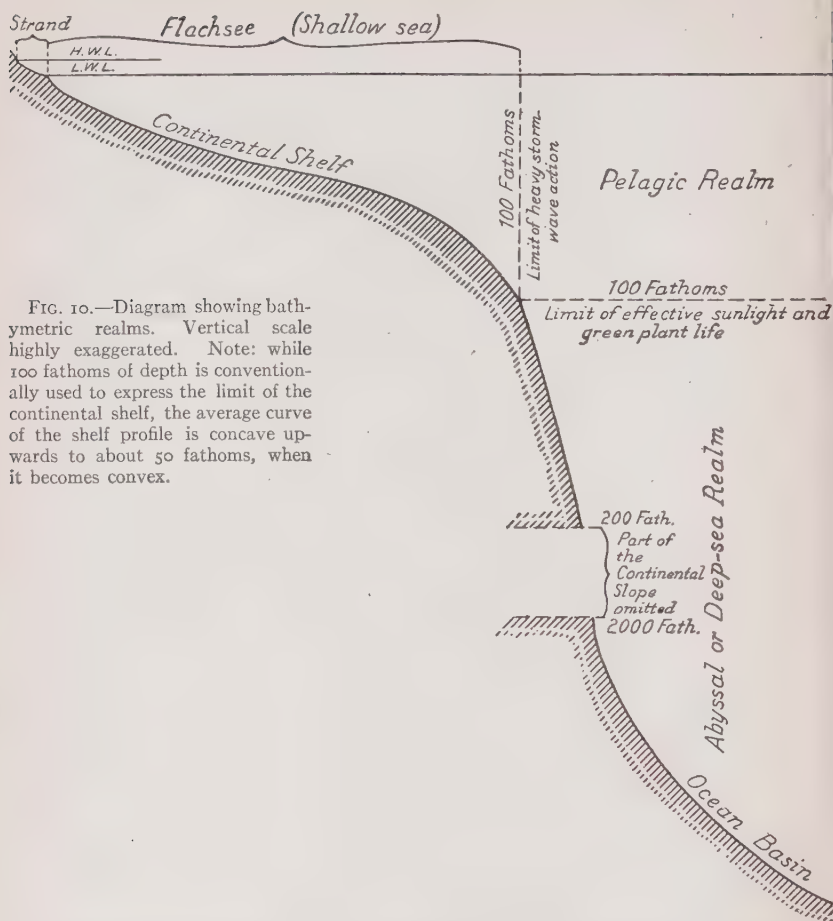 Strand Flachsee (Shallow sea)
H.W.L.
L.W.L.
Continental Shelf
100 Fathoms
Limit of heavy storm-
wave action
Pelagic Realm
100 Fathoms
Limit of effective sunlight and
green plant life
FIG. 10.—Diagram showing bath-
ymetric realms. Vertical scale
highly exaggerated. Note: while
100 fathoms of depth is convention-
ally used to express the limit of the
continental shelf, the average curve
of the shelf profile is concave up-
wards to about 50 fathoms, when
it becomes convex.
200 Fath.
Part of
the
Continental
Slope
omitted
2000 Fath.
Abyssal or Deep-sea Realm
Ocean Basin